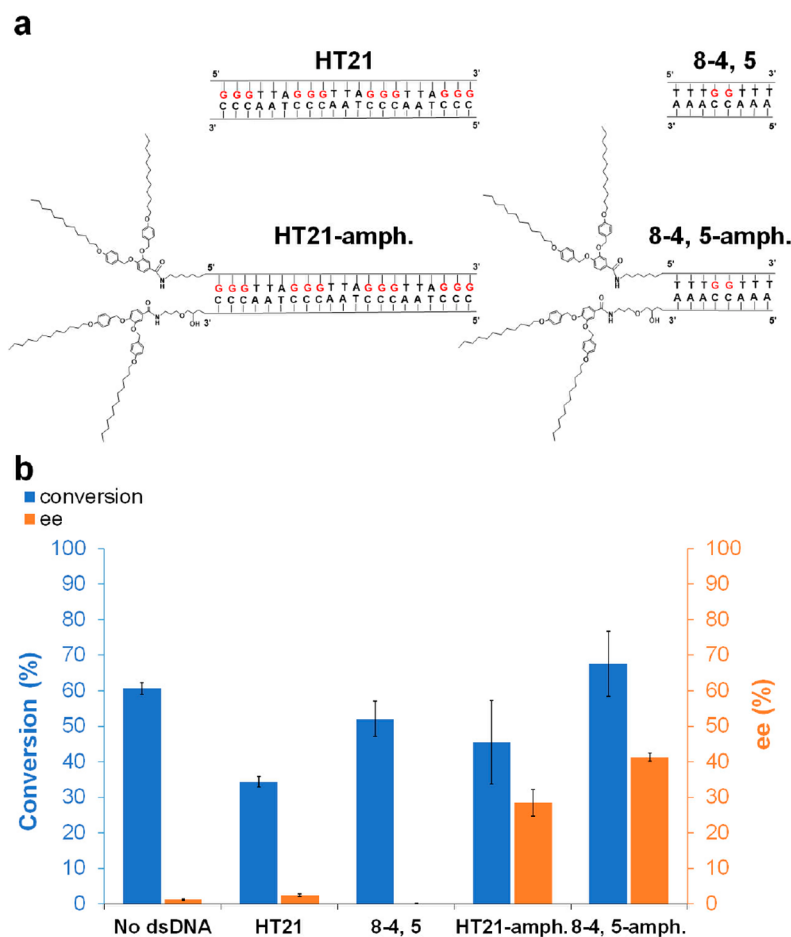 a
HT21
5' 3'
GGGTTAGGGTTAGGGTTAGGG
CCCAATCCCAATCCCAATCCC
3' 5'
8-4, 5
5' 3'
TTTGGTTT
AAACCAAA
3' 5'
HT21-amph.
O
O
O
O
O
N
H
5'
GGGTTAGGGTTAGGGTTAGGG
CCCAATCCCAATCCCAATCCC
3' 5'
O
O
O
O
O
N
H
O
OH
8-4, 5-amph.
O
O
O
O
O
N
H
5' 3'
TTTGGTTT
AAACCAAA
3' 5'
O
O
O
O
O
N
H
O
OH
b
conversion
ee
100
90
80
70
60
50
40
30
20
10
0
Conversion (%)
100
90
80
70
60
50
40
30
20
10
0
ee (%)
No dsDNA HT21 8-4, 5 HT21-amph. 8-4, 5-amph.